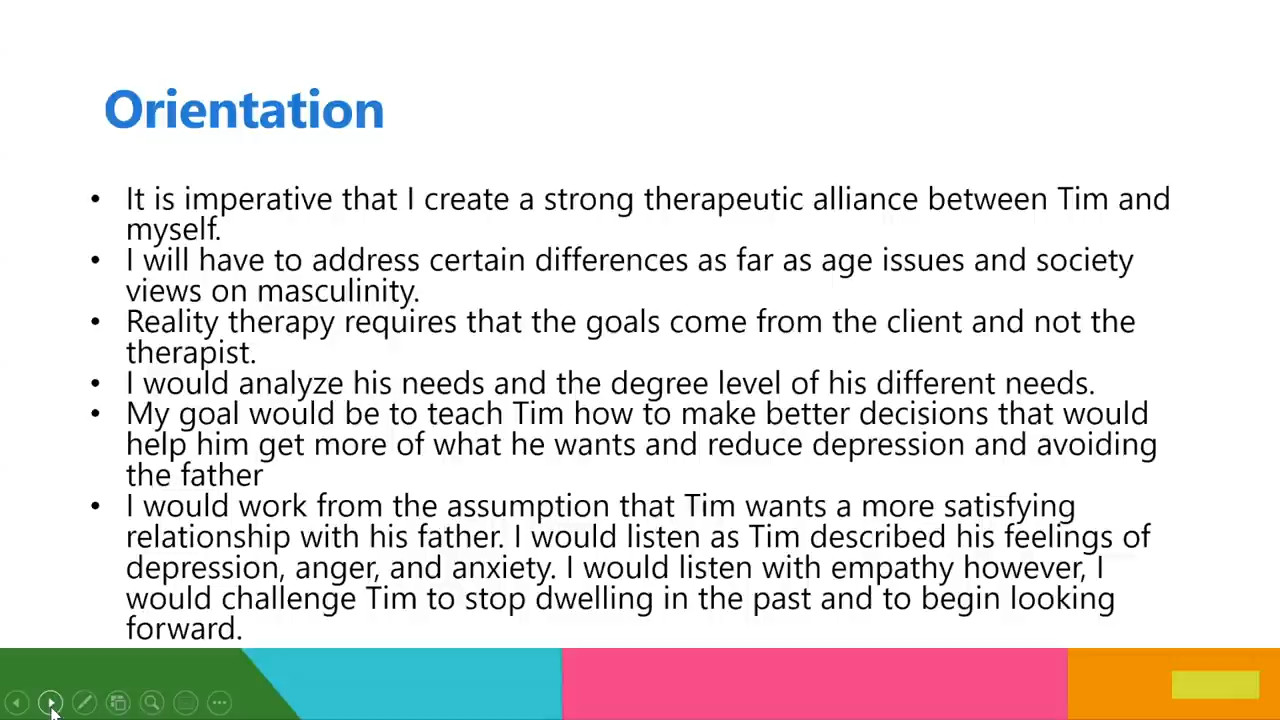 Orientation
• It is imperative that I create a strong therapeutic alliance between Tim and
myself.
• I will have to address certain differences as far as age issues and society
views on masculinity.
• Reality therapy requires that the goals come from the client and not the
therapist.
• I would analyze his needs and the degree level of his different needs.
• My goal would be to teach Tim how to make better decisions that would
help him get more of what he wants and reduce depression and avoiding
the father
• I would work from the assumption that Tim wants a more satisfying
relationship with his father. I would listen as Tim described his feelings of
depression, anger, and anxiety. I would listen with empathy however, I
would challenge Tim to stop dwelling in the past and to begin looking
forward.